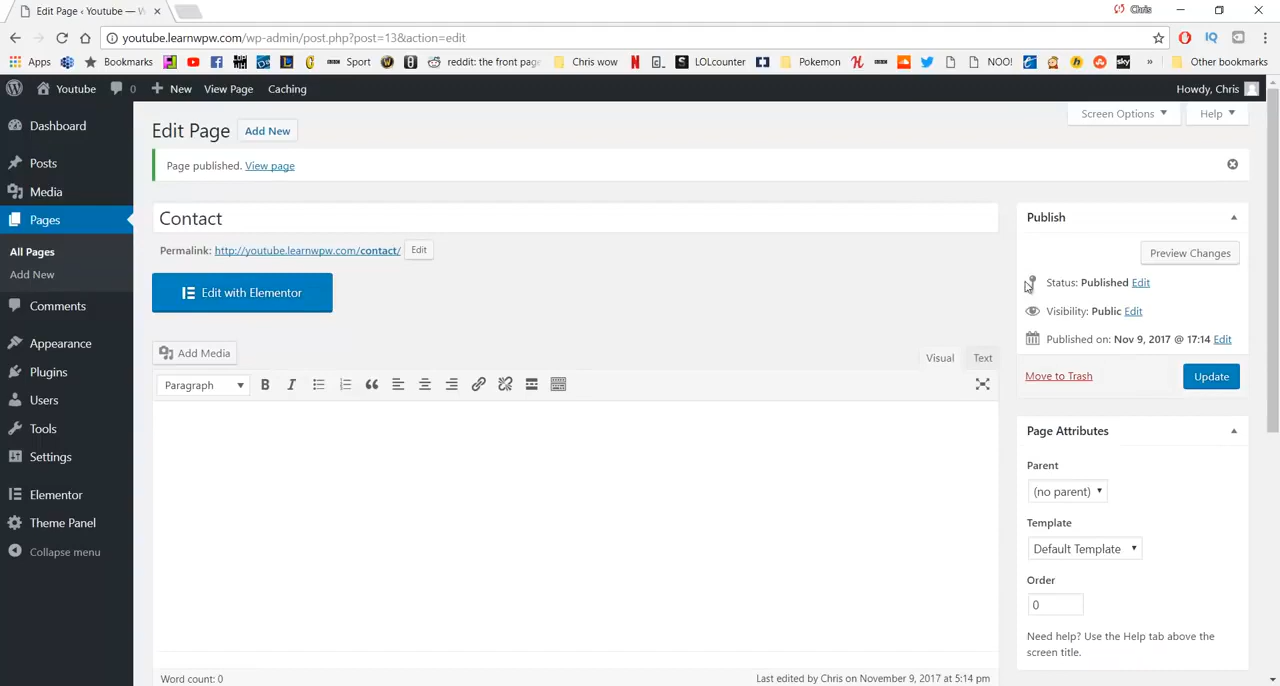 Edit Page ‹ Youtube — W
Chris
youtube.learnwpw.com/wp-admin/post.php?post=13&action=edit
IQ
Apps Bookmarks Sport reddit: the front page Chris wow LOLcounter Pokemon NOO! sky » Other bookmarks
Youtube 0 New View Page Caching Howdy, Chris
Screen Options Help
Edit Page Add New
Page published. View page
Contact
Permalink: http://youtube.learnwpw.com/contact/ Edit
Edit with Elementor
Add Media
Visual Text
Paragraph B I
Word count: 0
Last edited by Chris on November 9, 2017 at 5:14 pm
Dashboard
Posts
Media
Pages
All Pages
Add New
Comments
Appearance
Plugins
Users
Tools
Settings
Elementor
Theme Panel
Collapse menu
Publish
Preview Changes
Status: Published Edit
Visibility: Public Edit
Published on: Nov 9, 2017 @ 17:14 Edit
Move to Trash Update
Page Attributes
Parent
(no parent)
Template
Default Template
Order
0
Need help? Use the Help tab above the
screen title.